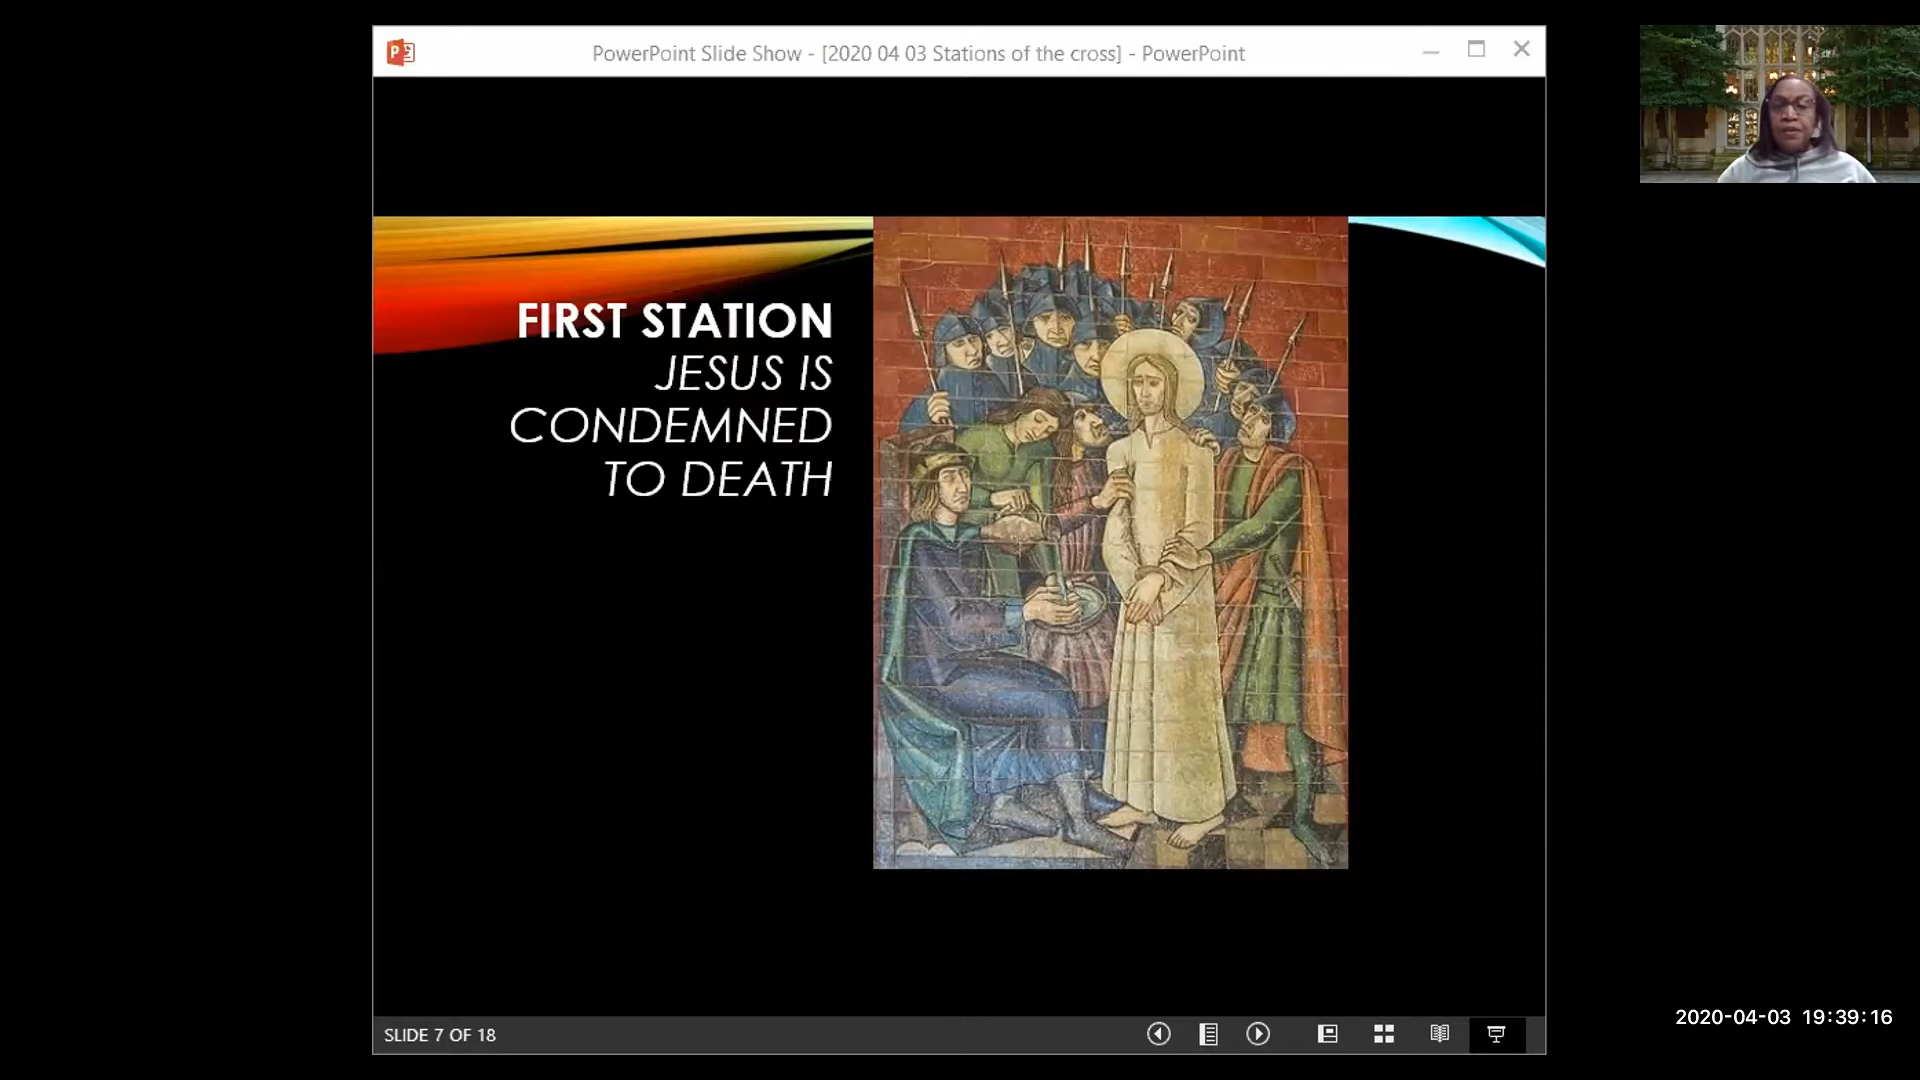 PowerPoint Slide Show - [2020 04 03 Stations of the cross] - PowerPoint
FIRST STATION
JESUS IS
CONDEMNED
TO DEATH
SLIDE 7 OF 18
2020-04-03 19:39:16